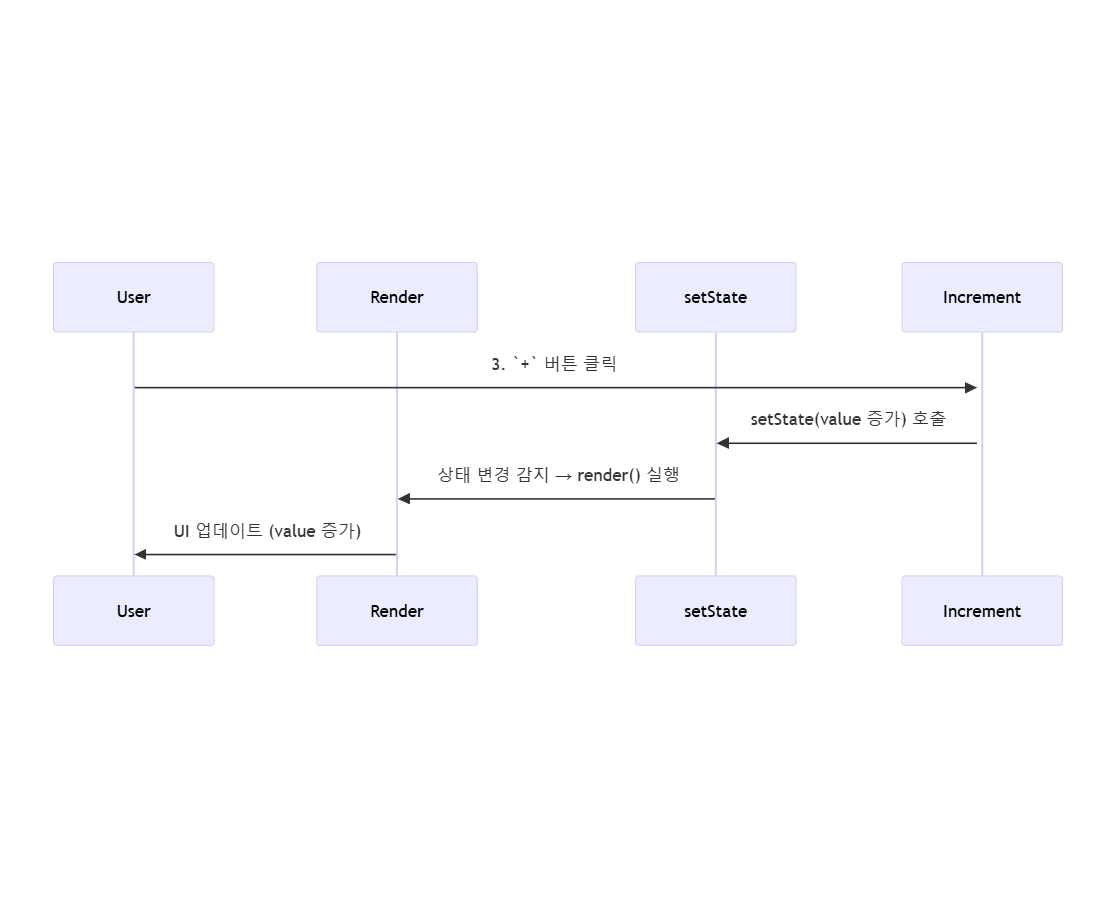 User
Render
setState
Increment
3. `+` 버튼 클릭
setState(value 증가) 호출
상태 변경 감지 → render() 실행
UI 업데이트 (value 증가)
User
Render
setState
Increment